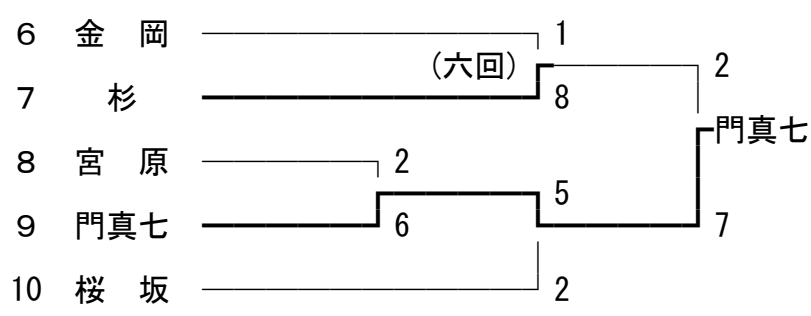 6 金 岡 1
(六回) 2
7 杉 8
門真七
8 宮 原 2
5
9 門真七 6 7
10 桜 坂 2